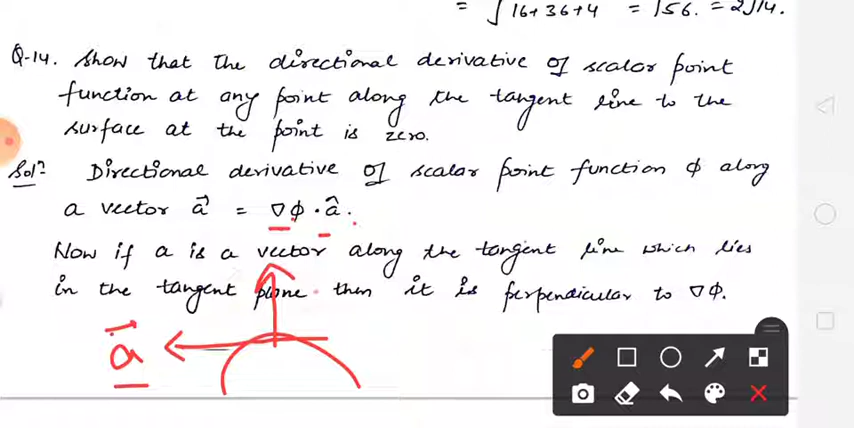 = √16+36+4 = √56. = 2√14.
Q-14. Show that the directional derivative of scalar point
function at any point along the tangent line to the
surface at the point is zero.
Solⁿ Directional derivative of scalar point function ϕ along
a vector a⃗ = ∇ϕ · â.
Now if a is a vector along the tangent line which lies
in the tangent plane. then it is perpendicular to ∇ϕ.
a⃗